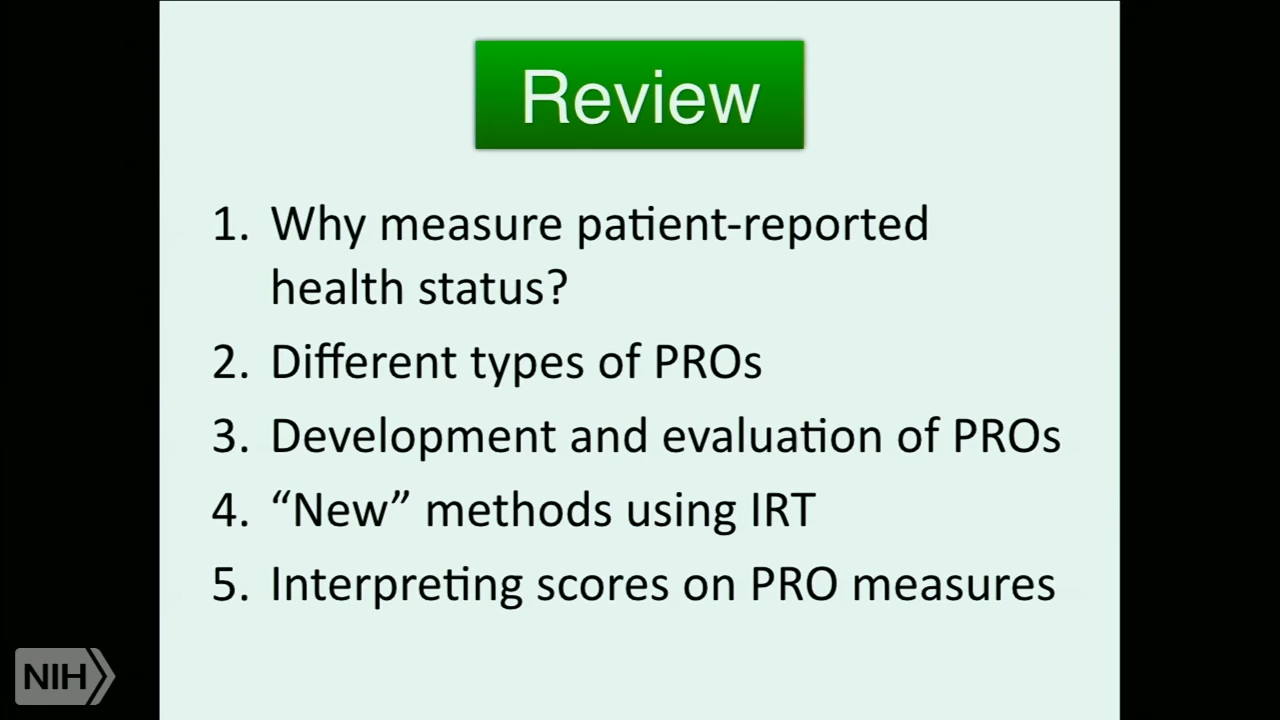 Review
1. Why measure patient-reported
health status?
2. Different types of PROs
3. Development and evaluation of PROs
4. “New” methods using IRT
5. Interpreting scores on PRO measures
NIH